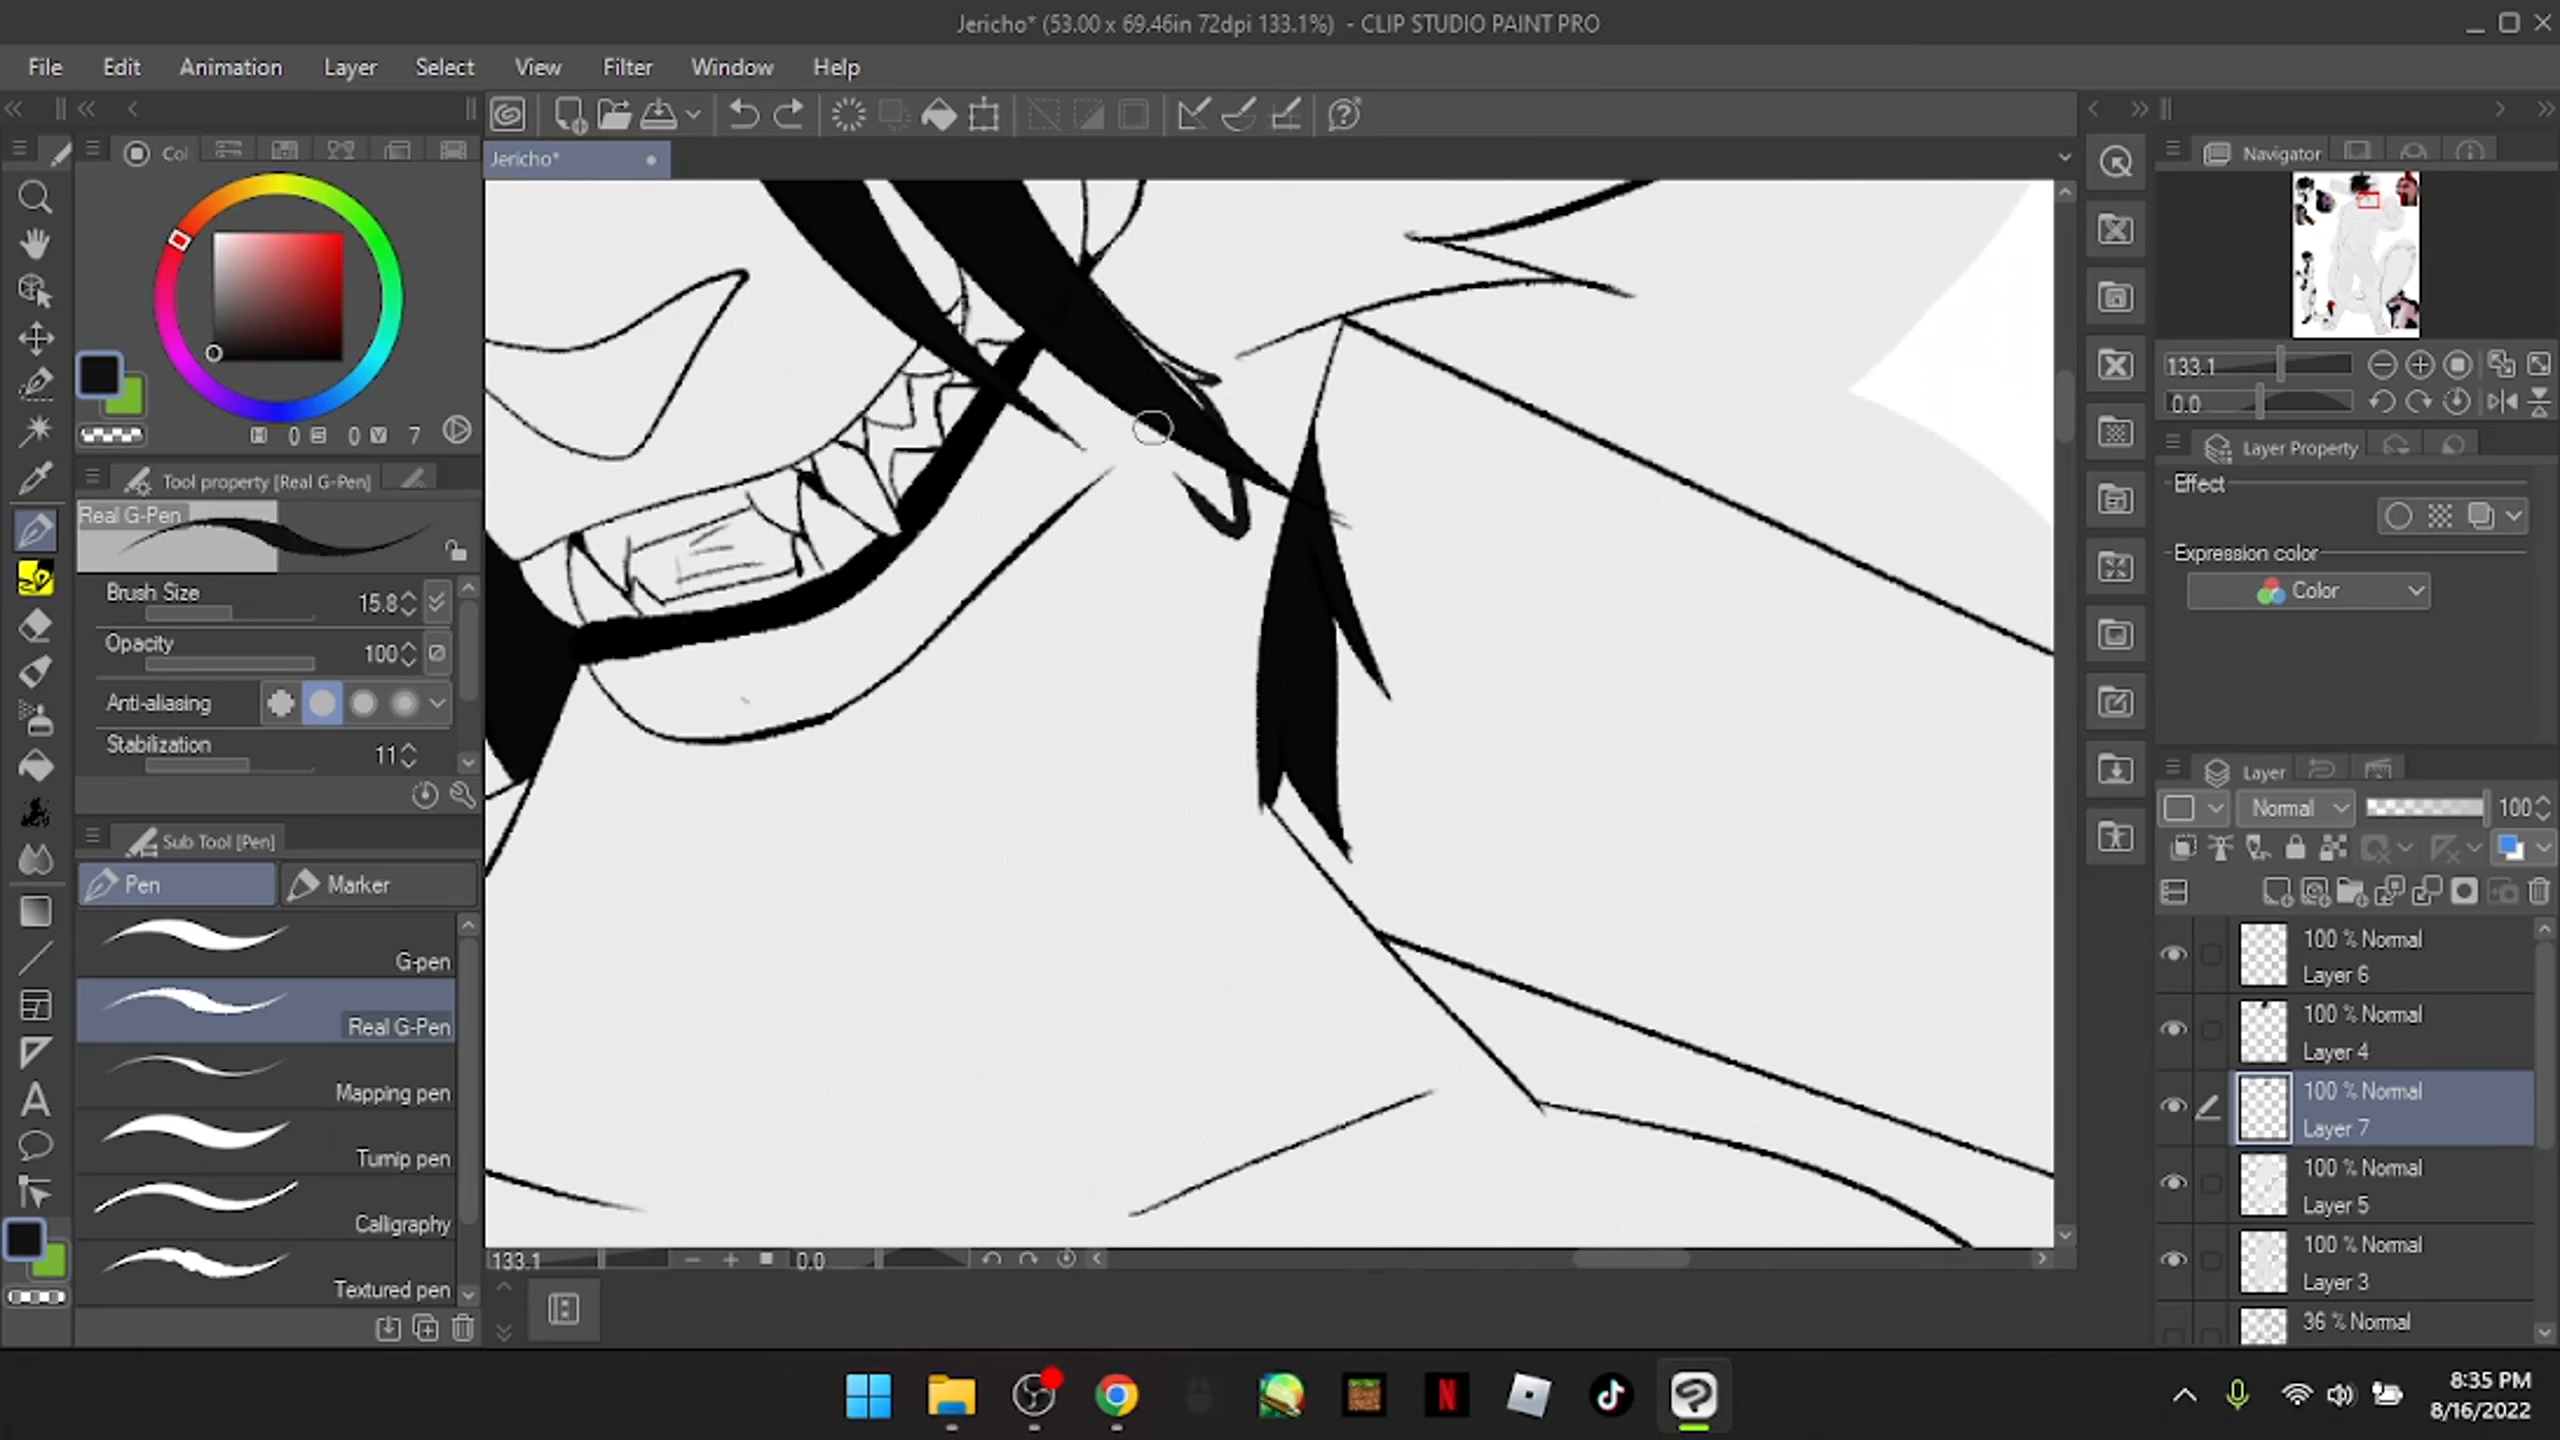 Jericho* (53.00 x 69.46in 72dpi 133.1%) - CLIP STUDIO PAINT PRO
File Edit Animation Layer Select View Filter Window Help
Col
Jericho*
Navigator
H 0 S 0 V 7
133.1
0.0
Tool property [Real G-Pen]
Layer Property
Real G-Pen
Effect
Expression color
Color
Brush Size 15.8
Opacity 100
Anti-aliasing
Stabilization 11
Layer
Normal 100
Sub Tool [Pen]
Pen Marker
G-pen
Real G-Pen
Mapping pen
Turnip pen
Calligraphy
Textured pen
100 % Normal
Layer 6
100 % Normal
Layer 4
100 % Normal
Layer 7
100 % Normal
Layer 5
100 % Normal
Layer 3
36 % Normal
133.1 0.0
8:35 PM
8/16/2022